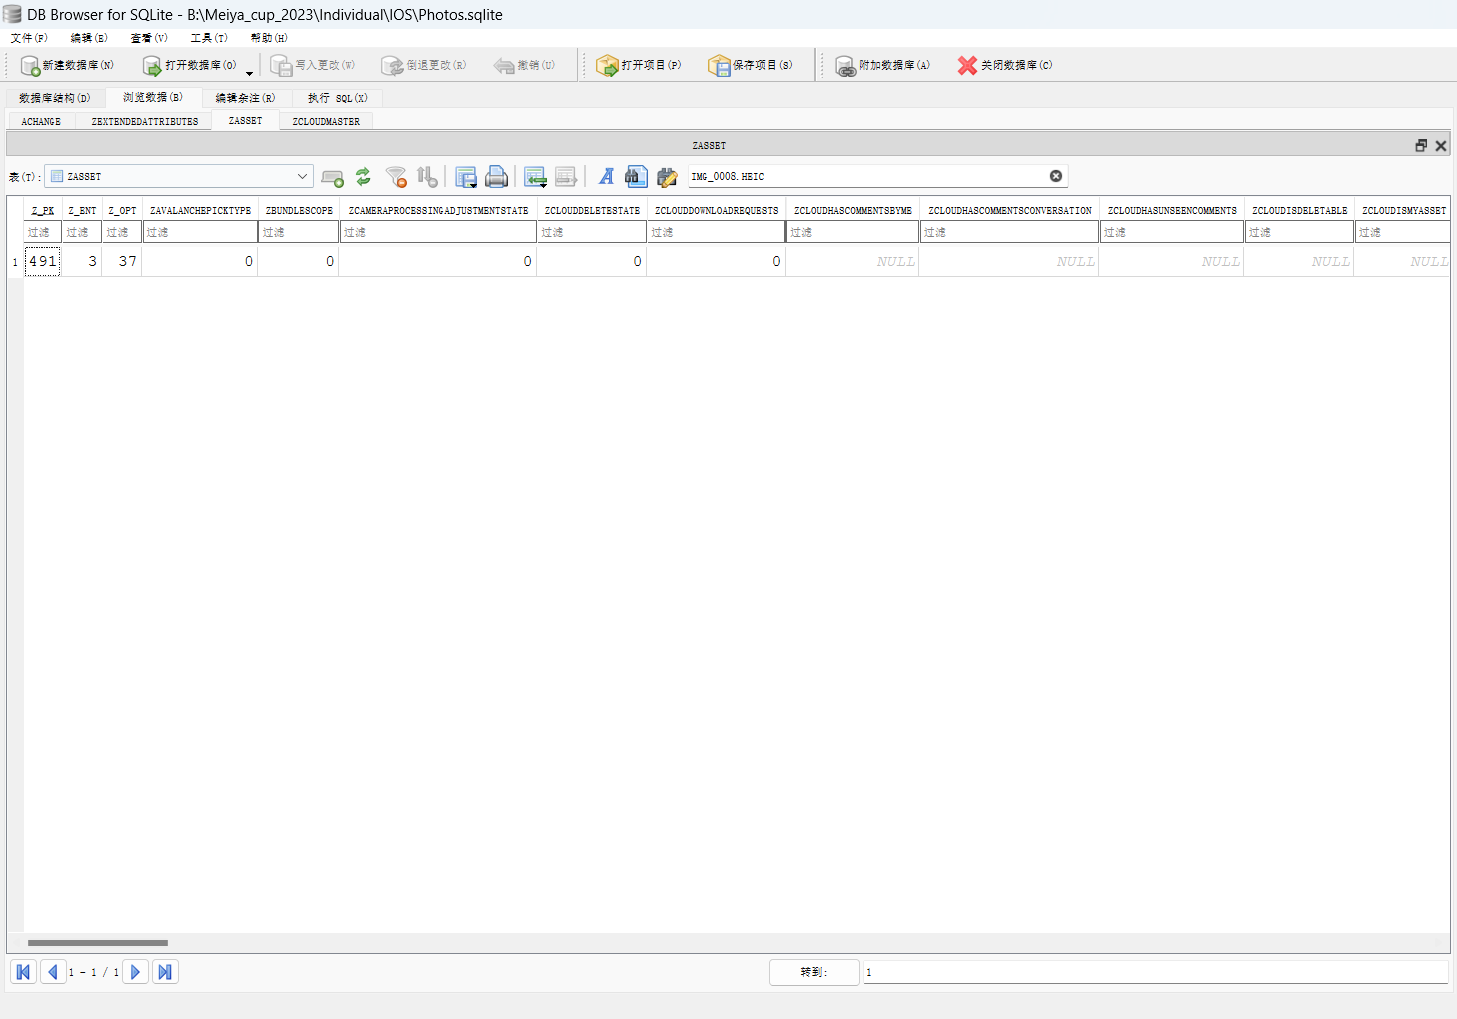 DB Browser for SQLite - B:\Meiya_cup_2023\Individual\IOS\Photos.sqlite
文件(F) 编辑(E) 查看(V) 工具(T) 帮助(H)
新建数据库(N) 打开数据库(O) 写入更改(W) 倒退更改(R) 撤销(U) 打开项目(P) 保存项目(S) 附加数据库(A) 关闭数据库(C)
数据库结构(D) 浏览数据(B) 编辑杂注(R) 执行 SQL(X)
ACHANGE ZEXTENDEDATTRIBUTES ZASSET ZCLOUDMASTER
ZASSET
表(T): ZASSET IMG_0008.HEIC
Z_PK Z_ENT Z_OPT ZAVALANCHEPICKTYPE ZBUNDLESCOPE ZCAMERAPROCESSINGADJUSTMENTSTATE ZCLOUDDELETESTATE ZCLOUDDOWNLOADREQUESTS ZCLOUDHASCOMMENTSBYME ZCLOUDHASCOMMENTSCONVERSATION ZCLOUDHASUNSEENCOMMENTS ZCLOUDISDELETABLE ZCLOUDISMYASSET
过滤 过滤 过滤 过滤 过滤 过滤 过滤 过滤 过滤 过滤 过滤 过滤 过滤
1 491 3 37 0 0 0 0 0 NULL NULL NULL NULL NULL
1 - 1 / 1 转到: 1